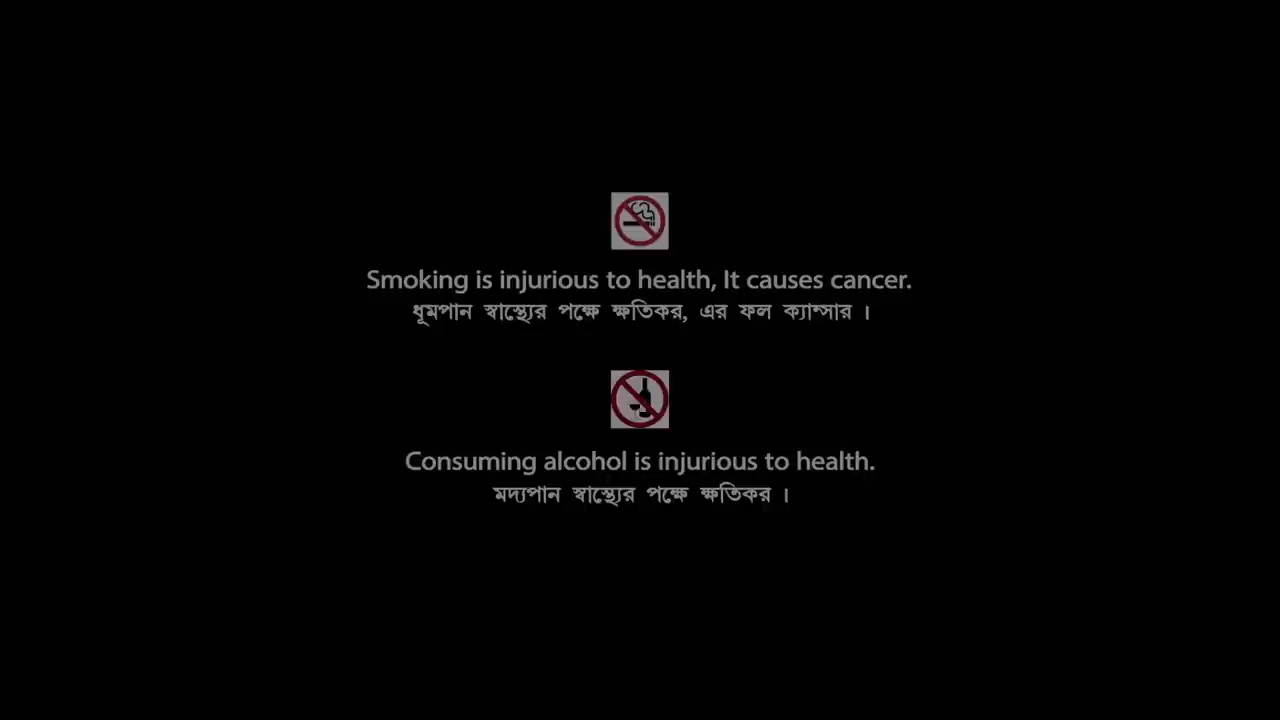 Smoking is injurious to health, It causes cancer.
ধূমপান স্বাস্থ্যের পক্ষে ক্ষতিকর, এর ফল ক্যান্সার ।
Consuming alcohol is injurious to health.
মদ্যপান স্বাস্থ্যের পক্ষে ক্ষতিকর ।